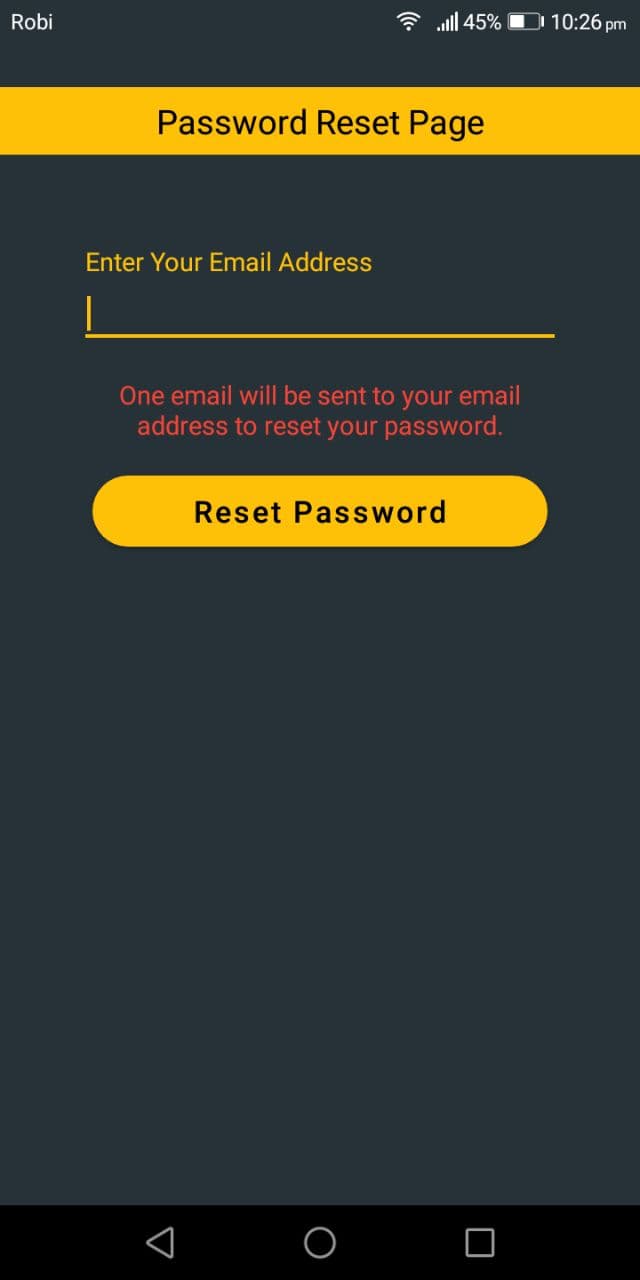 Robi
45% 10:26 pm
Password Reset Page
Enter Your Email Address
One email will be sent to your email
address to reset your password.
Reset Password